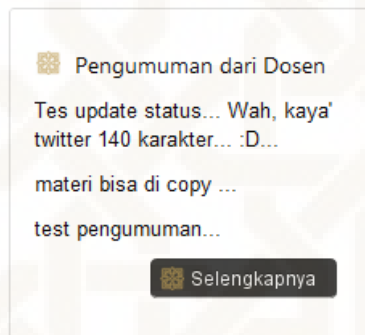 Pengumuman dari Dosen
Tes update status... Wah, kaya'
twitter 140 karakter... :D...
materi bisa di copy ...
test pengumuman...
Selengkapnya